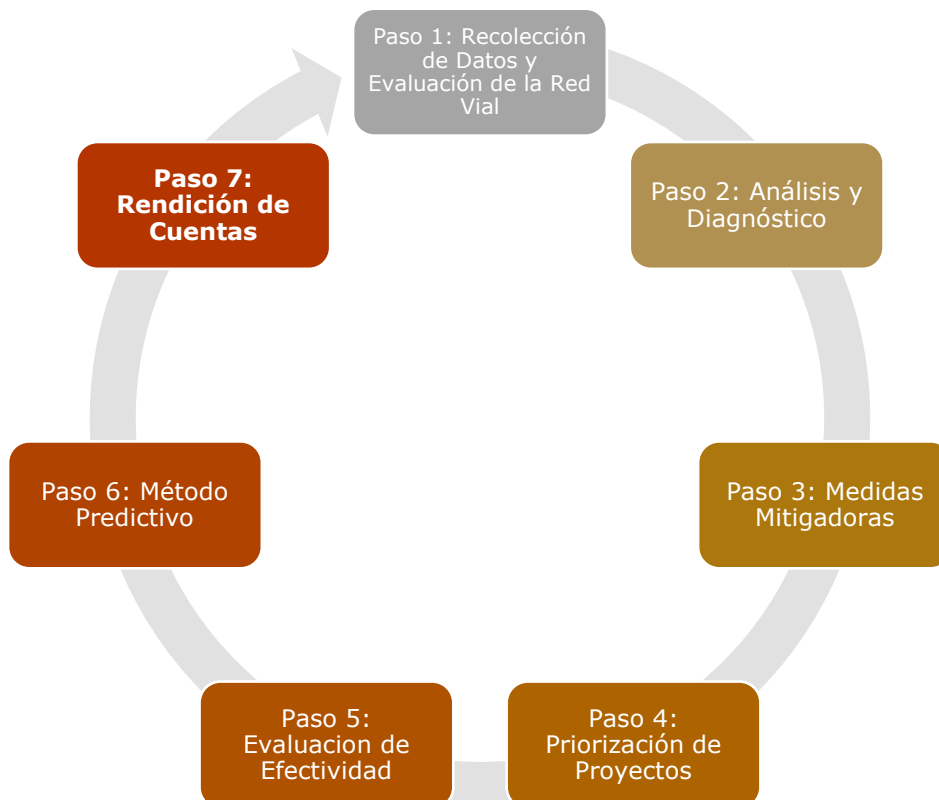 Paso 1: Recolección
de Datos y
Evaluación de la Red
Vial
Paso 2: Análisis y
Diagnóstico
Paso 3: Medidas
Mitigadoras
Paso 4:
Priorización de
Proyectos
Paso 5:
Evaluacion de
Efectividad
Paso 6: Método
Predictivo
Paso 7:
Rendición de
Cuentas